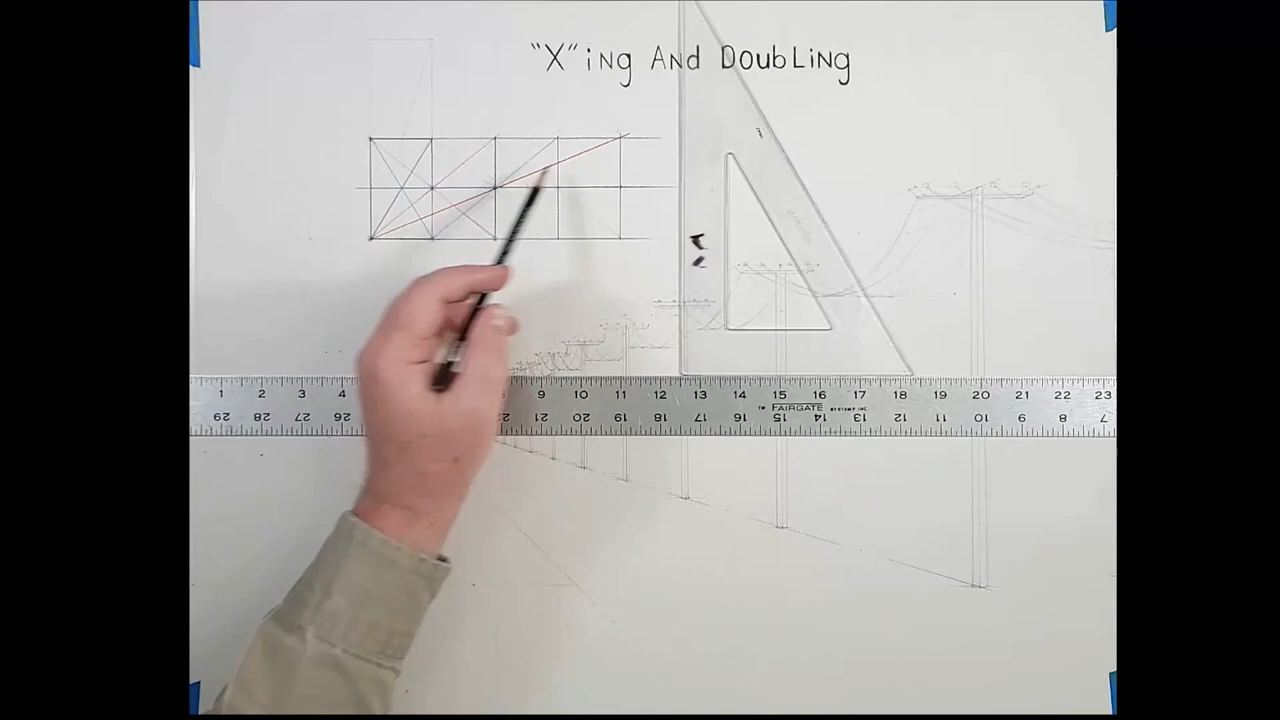 "X"ing And Doubling
1 2 3 4 9 10 11 12 13 14 15 16 17 18 19 20 21 22 23
29 28 27 26 21 20 19 18 17 16 ™ FAIRGATE 15 14 13 12 11 10 9 8 7